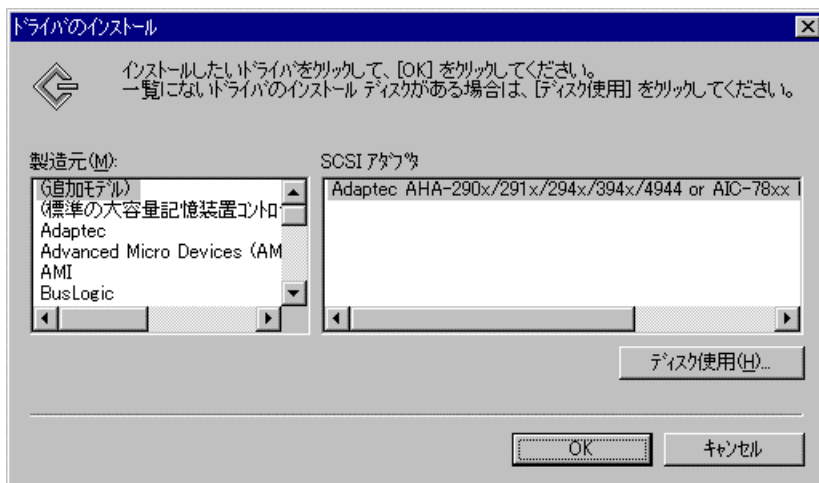 ﾄﾞﾗｲﾊﾞのｲﾝｽﾄｰﾙ
ｲﾝｽﾄｰﾙしたいﾄﾞﾗｲﾊﾞをｸﾘｯｸして、[OK] をｸﾘｯｸしてください。
一覧にないﾄﾞﾗｲﾊﾞのｲﾝｽﾄｰﾙ ﾃﾞｨｽｸがある場合は、[ﾃﾞｨｽｸ使用] をｸﾘｯｸしてください。
製造元(M):
(追加ﾓﾃﾞﾙ)
(標準の大容量記憶装置ｺﾝﾄﾛｰ
Adaptec
Advanced Micro Devices (AM
AMI
BusLogic
SCSI ｱﾀﾞﾌﾟﾀ
Adaptec AHA-290x/291x/294x/394x/4944 or AIC-78xx
ﾃﾞｨｽｸ使用(H)...
OK
ｷｬﾝｾﾙ